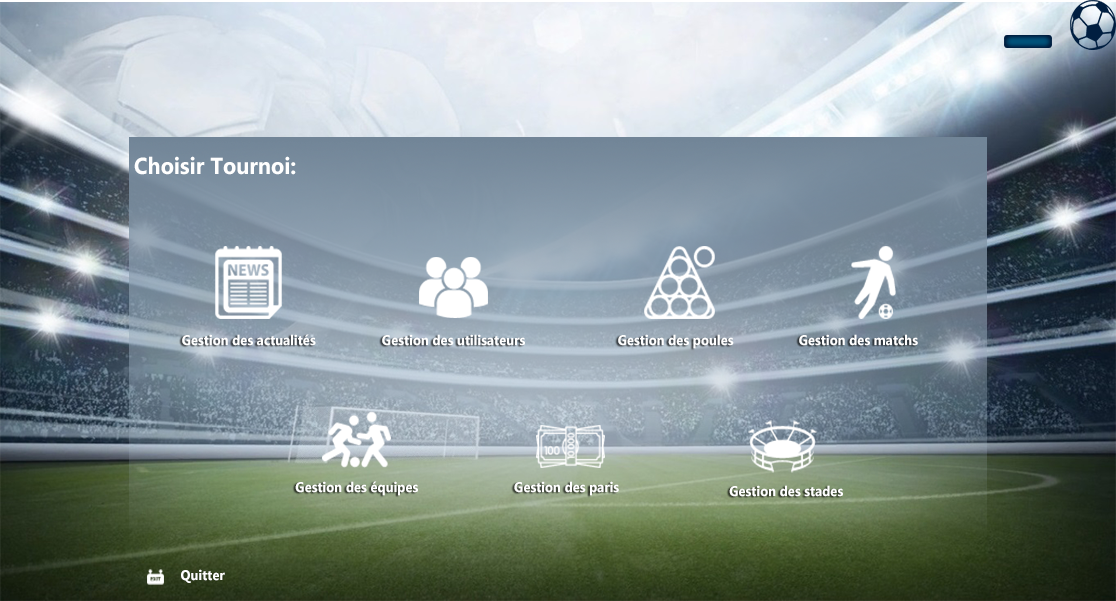 Choisir Tournoi:
NEWS
Gestion des actualités
Gestion des utilisateurs
Gestion des poules
Gestion des matchs
100
Gestion des équipes
Gestion des paris
Gestion des stades
EXIT
Quitter